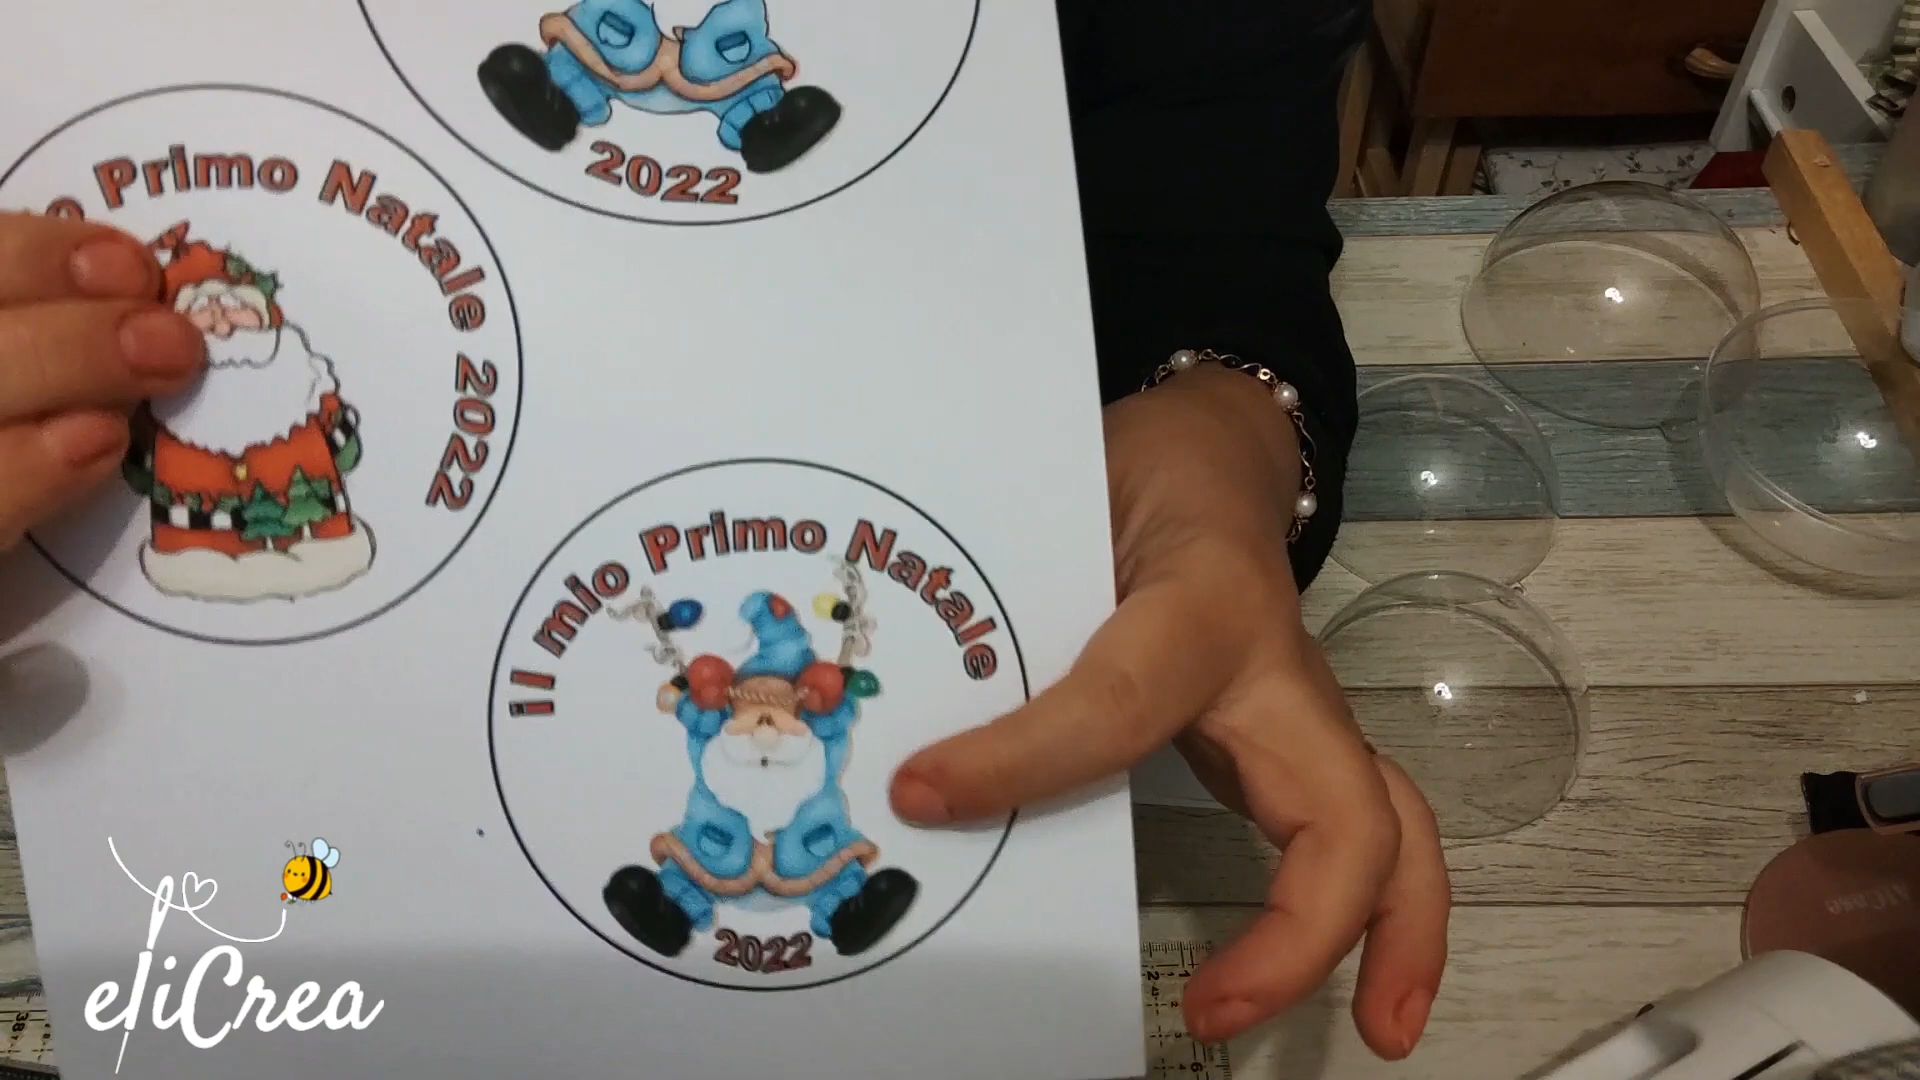 2022
Primo Natale 2022
il mio Primo Natale
2022
eliCrea